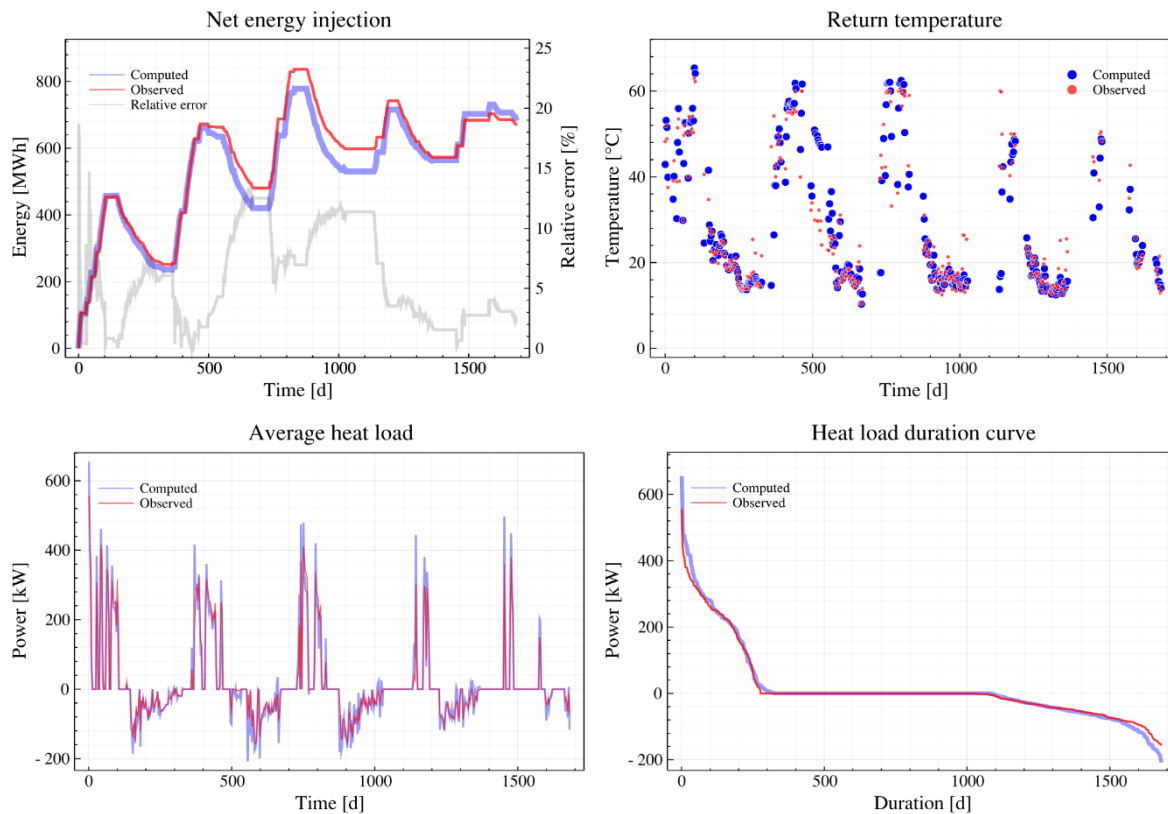 Net energy injection
Computed
Observed
Relative error
Energy [MWh]
0
200
400
600
800
Relative error [%]
0
5
10
15
20
25
0
500
1000
1500
Time [d]
Return temperature
Computed
Observed
Temperature [°C]
0
20
40
60
0
500
1000
1500
Time [d]
Average heat load
Computed
Observed
Power [kW]
- 200
0
200
400
600
0
500
1000
1500
Time [d]
Heat load duration curve
Computed
Observed
Power [kW]
- 200
0
200
400
600
0
500
1000
1500
Duration [d]